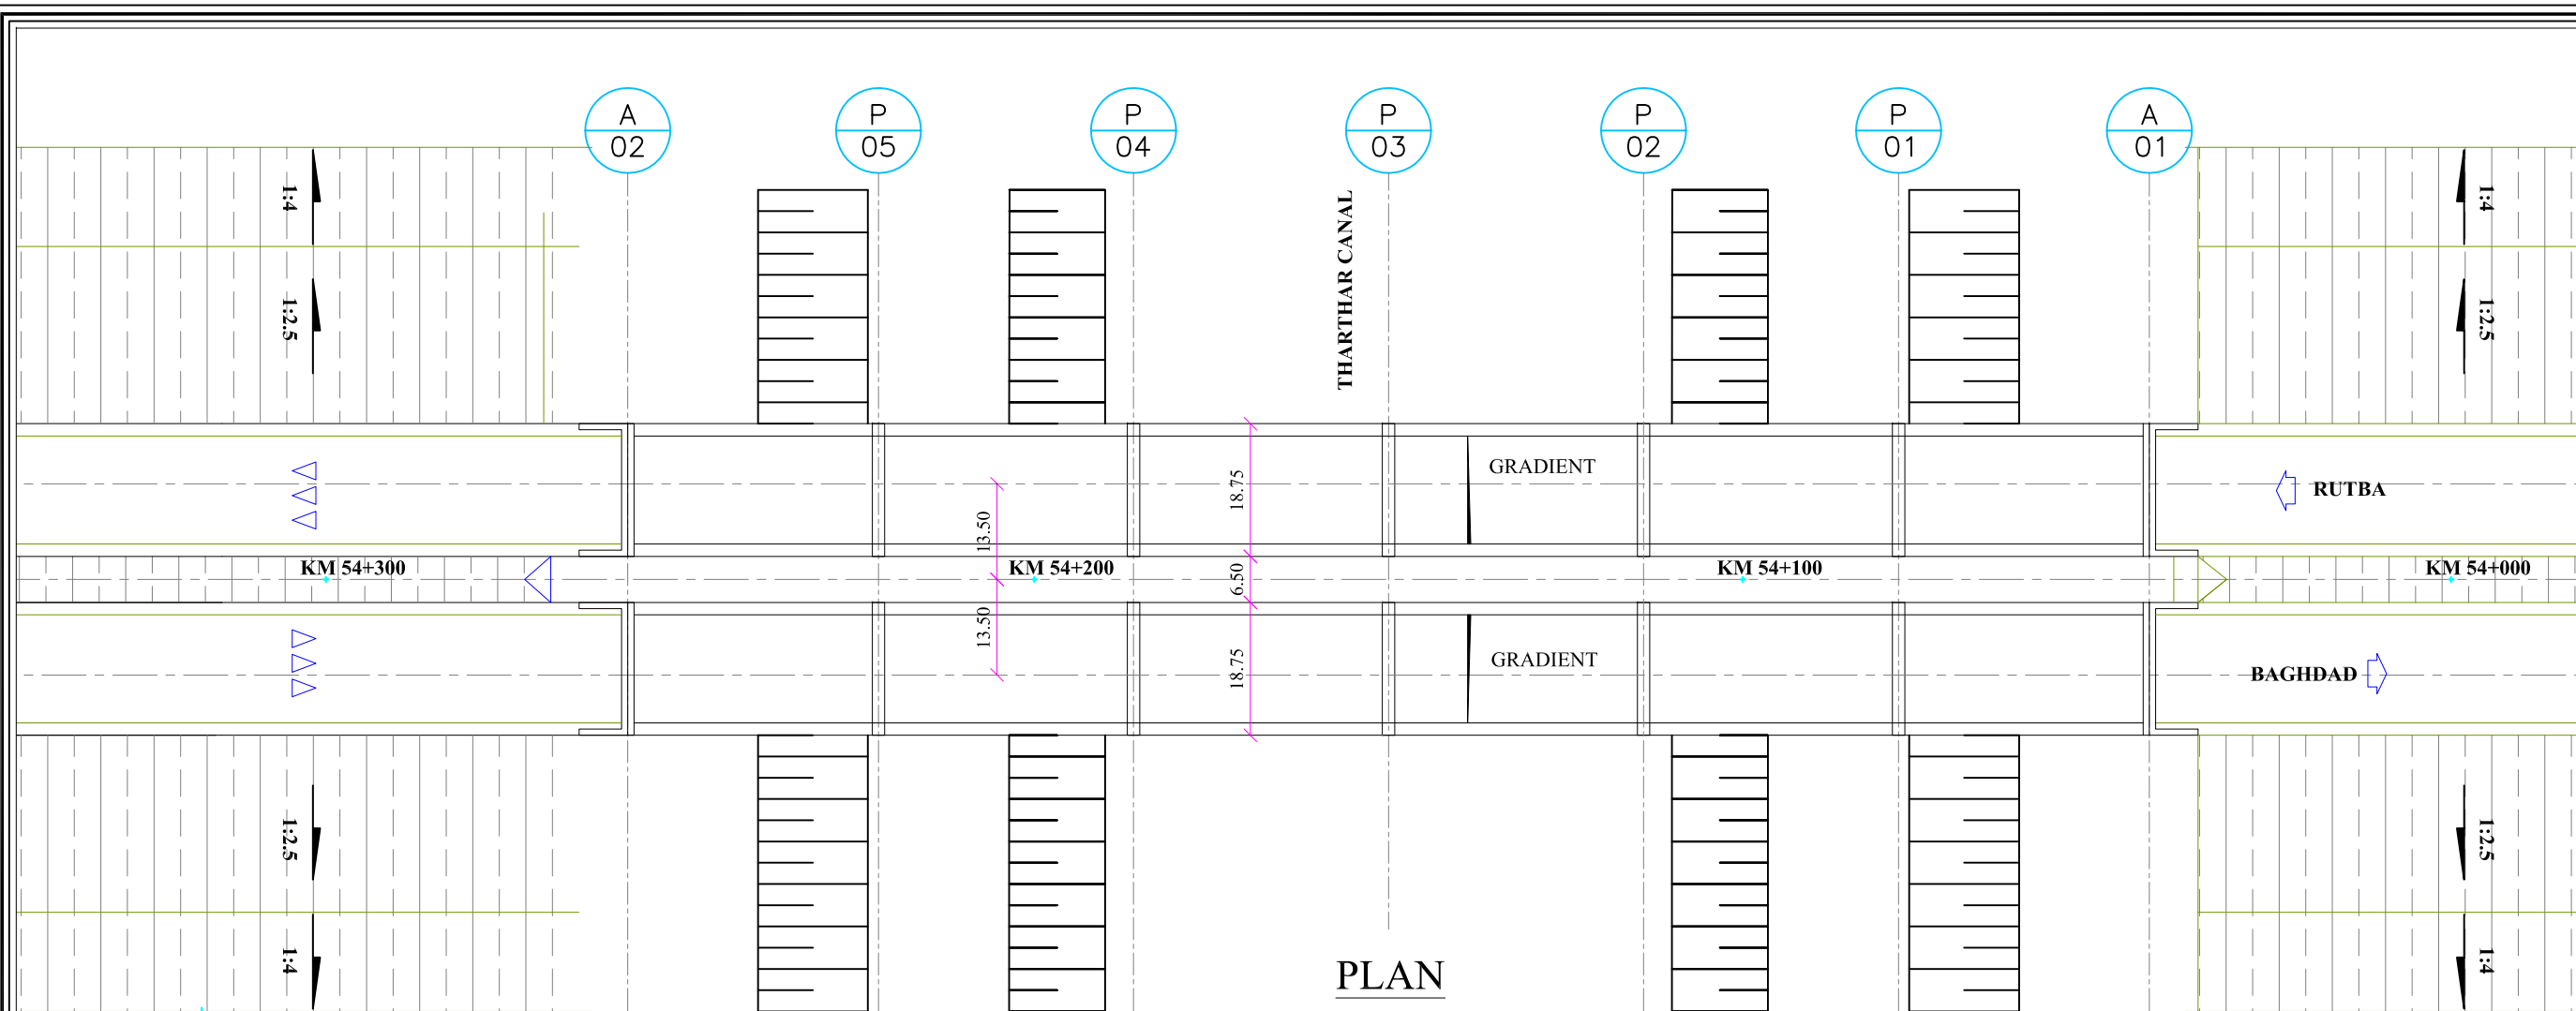 A
02
P
05
P
04
P
03
P
02
P
01
A
01
1:4
1:4
THARTHAR CANAL
1:2.5
1:2.5
GRADIENT
18.75
RUTBA
13.50
KM 54+300
KM 54+200
6.50
KM 54+100
KM 54+000
13.50
18.75
GRADIENT
BAGHDAD
1:2.5
1:2.5
1:4
1:4
PLAN